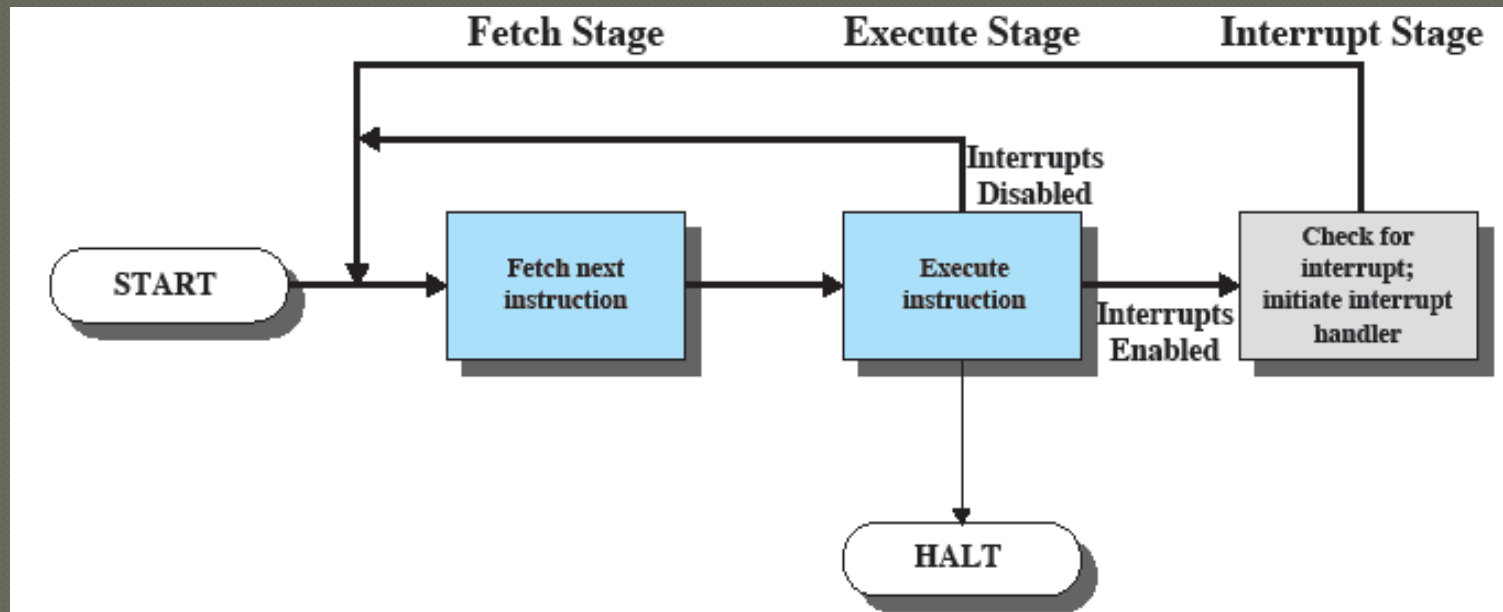 Fetch Stage
Execute Stage
Interrupt Stage
Interrupts
Disabled
START
Fetch next
instruction
Execute
instruction
Interrupts
Enabled
Check for
interrupt;
initiate interrupt
handler
HALT